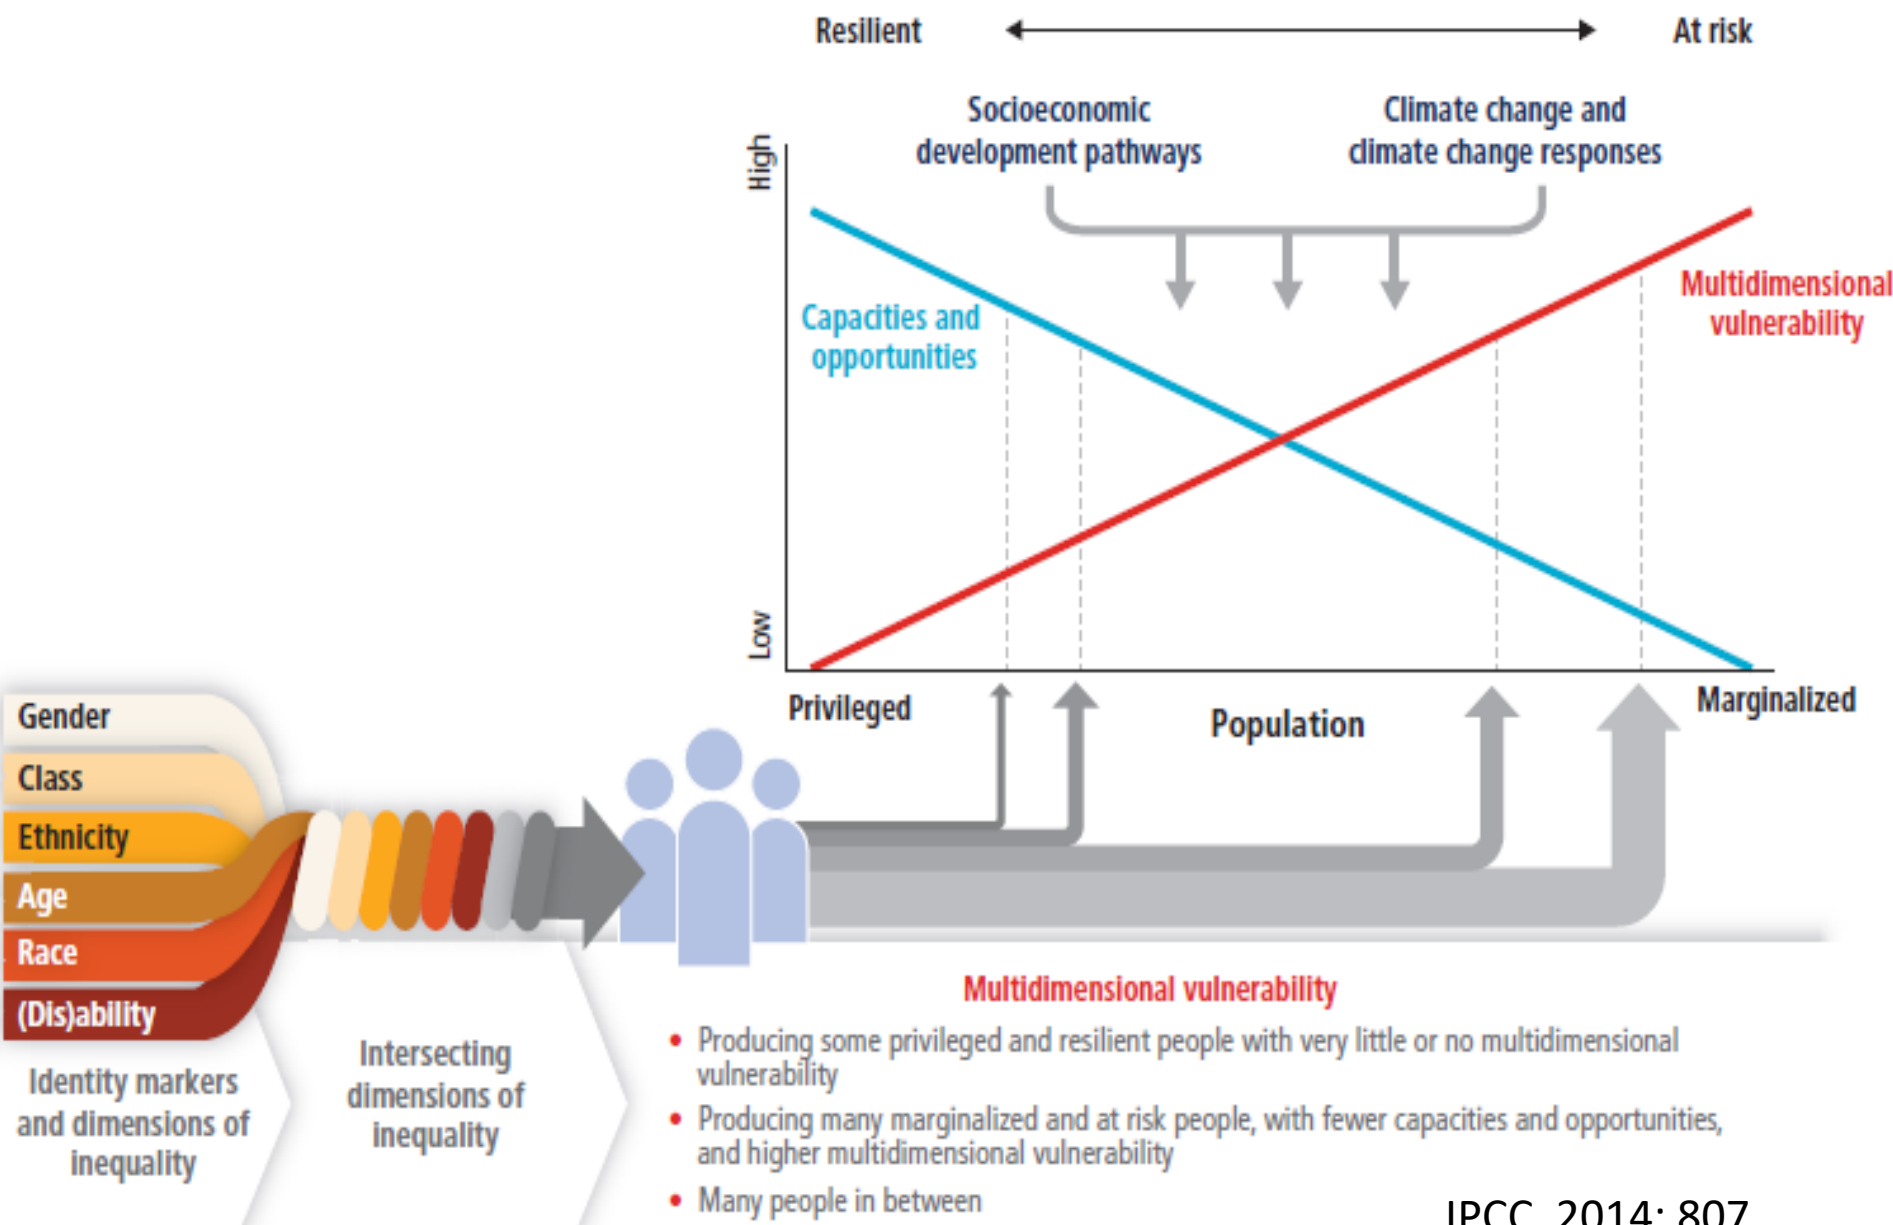 Resilient At risk
Socioeconomic
development pathways
Climate change and
climate change responses
High
Capacities and
opportunities
Multidimensional
vulnerability
Low
Privileged
Population
Marginalized
Gender
Class
Ethnicity
Age
Race
(Dis)ability
Identity markers
and dimensions of
inequality
Intersecting
dimensions of
inequality
Multidimensional vulnerability
• Producing some privileged and resilient people with very little or no multidimensional
vulnerability
• Producing many marginalized and at risk people, with fewer capacities and opportunities,
and higher multidimensional vulnerability
• Many people in between
IPCC, 2014: 807